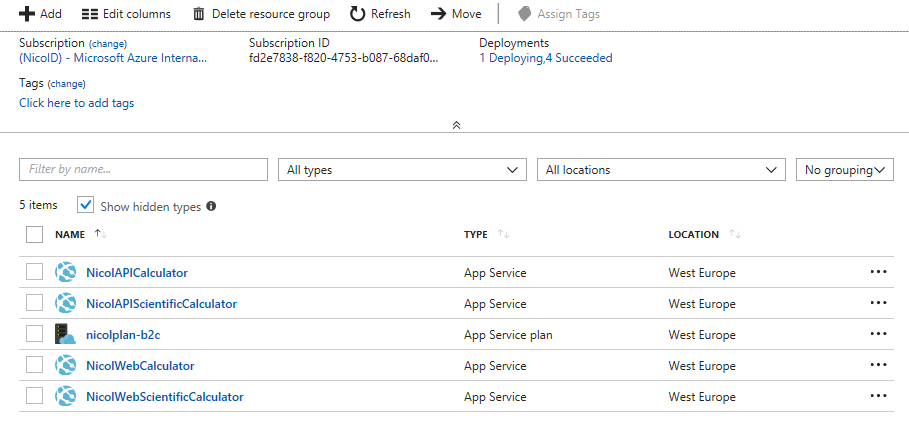 Add Edit columns Delete resource group Refresh Move Assign Tags
Subscription (change) Subscription ID Deployments
(NicoID) - Microsoft Azure Interna... fd2e7838-f820-4753-b087-68daf0... 1 Deploying,4 Succeeded
Tags (change)
Click here to add tags
Filter by name... All types All locations No grouping
5 items Show hidden types
NAME TYPE LOCATION
NicolAPICalculator App Service West Europe
NicolAPIScientificCalculator App Service West Europe
nicolplan-b2c App Service plan West Europe
NicolWebCalculator App Service West Europe
NicolWebScientificCalculator App Service West Europe